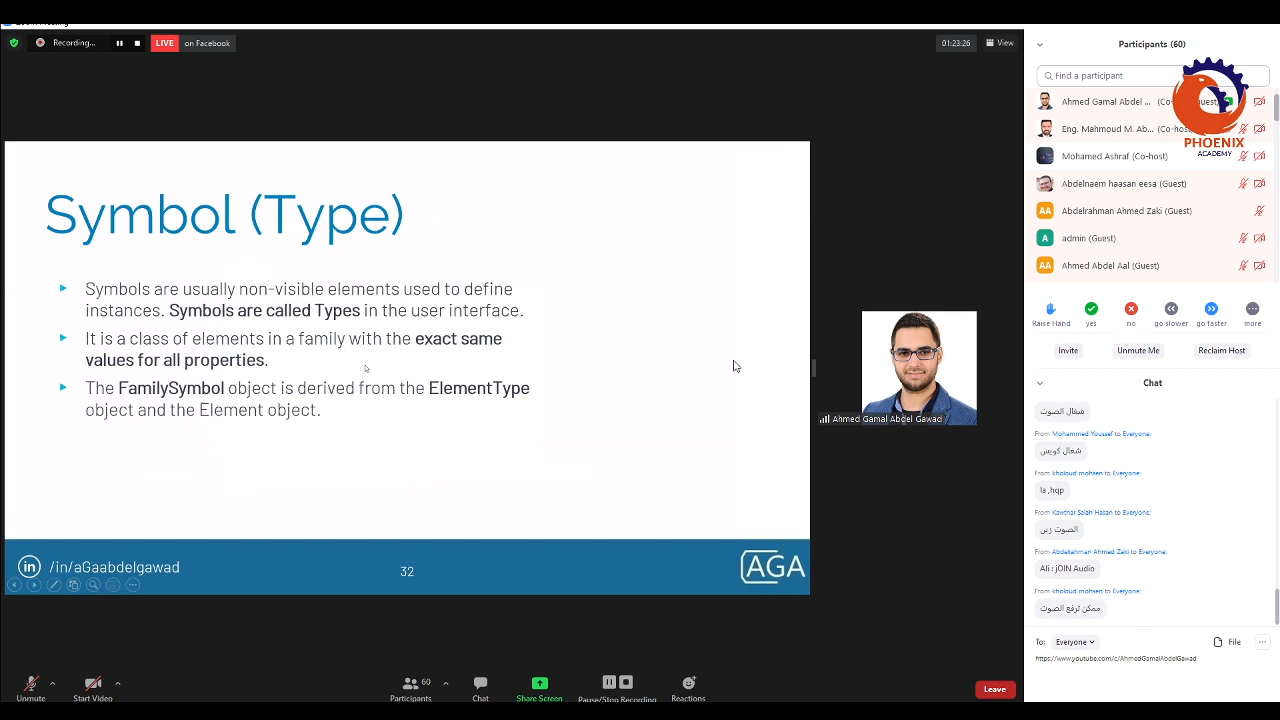 Recording...
LIVE
on Facebook
01:23:26
View
Symbol (Type)
Symbols are usually non-visible elements used to define
instances. Symbols are called Types in the user interface.
It is a class of elements in a family with the exact same
values for all properties.
The FamilySymbol object is derived from the ElementType
object and the Element object.
in /in/aGaabdelgawad
32
AGA
Ahmed Gamal Abdel Gawad
Participants (60)
Find a participant
Ahmed Gamal Abdel ...
Eng. Mahmoud M. Ab... (Co-host
Mohamed Ashraf (Co-host)
Abdelnaem haasan eesa (Guest)
AA Abdelrahman Ahmed Zaki (Guest)
A admin (Guest)
AA Ahmed Abdel Aal (Guest)
PHOENIX
ACADEMY
Raise Hand yes no go slower go faster more
Invite Unmute Me Reclaim Host
Chat
شغال الصوت
From Mohammed Youssef to Everyone:
شغال كويس
From kholoud mohsen to Everyone:
la ,hqp
From Kawthar Salah Hasan to Everyone:
الصوت زين
From Abdelrahman Ahmed Zaki to Everyone:
Ali : jOIN Audio
From kholoud mohsen to Everyone:
ممكن ترفع الصوت
To: Everyone File
https://www.youtube.com/c/AhmedGamalAbdelGawad
Unmute Start Video Participants 60 Chat Share Screen Pause/Stop Recording Reactions Leave